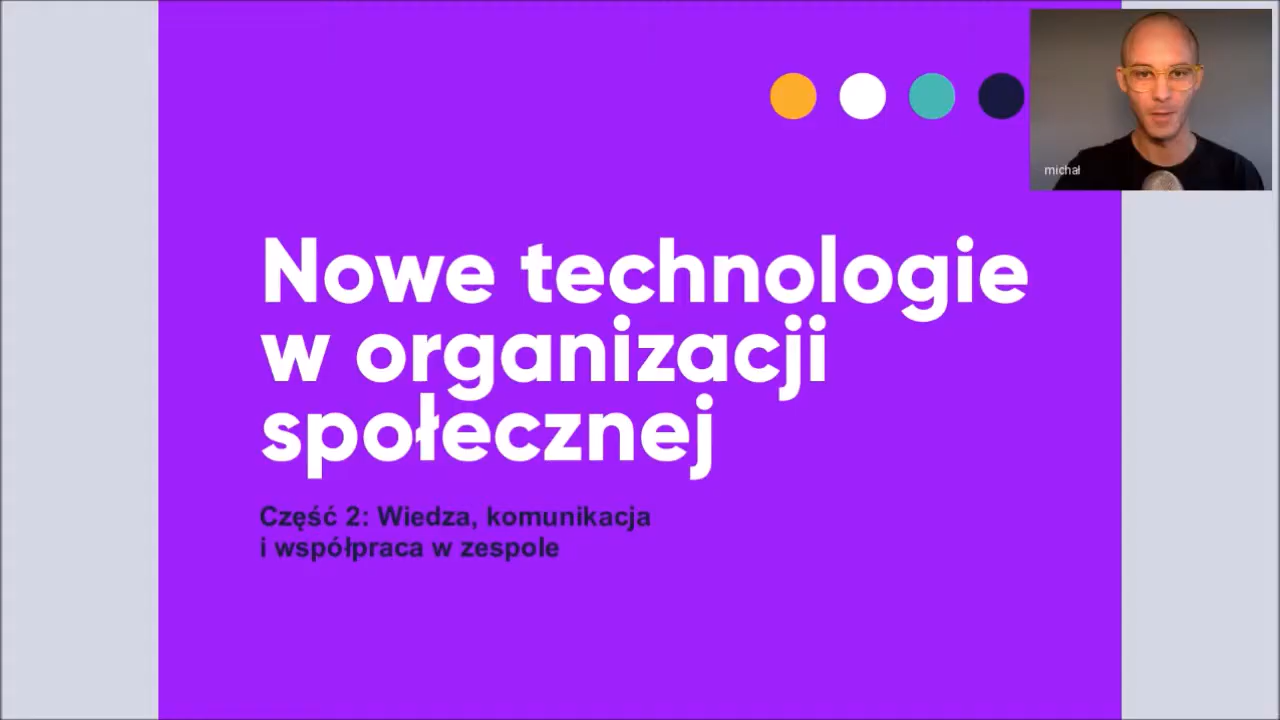 michał
Nowe technologie
w organizacji
społecznej
Część 2: Wiedza, komunikacja
i współpraca w zespole